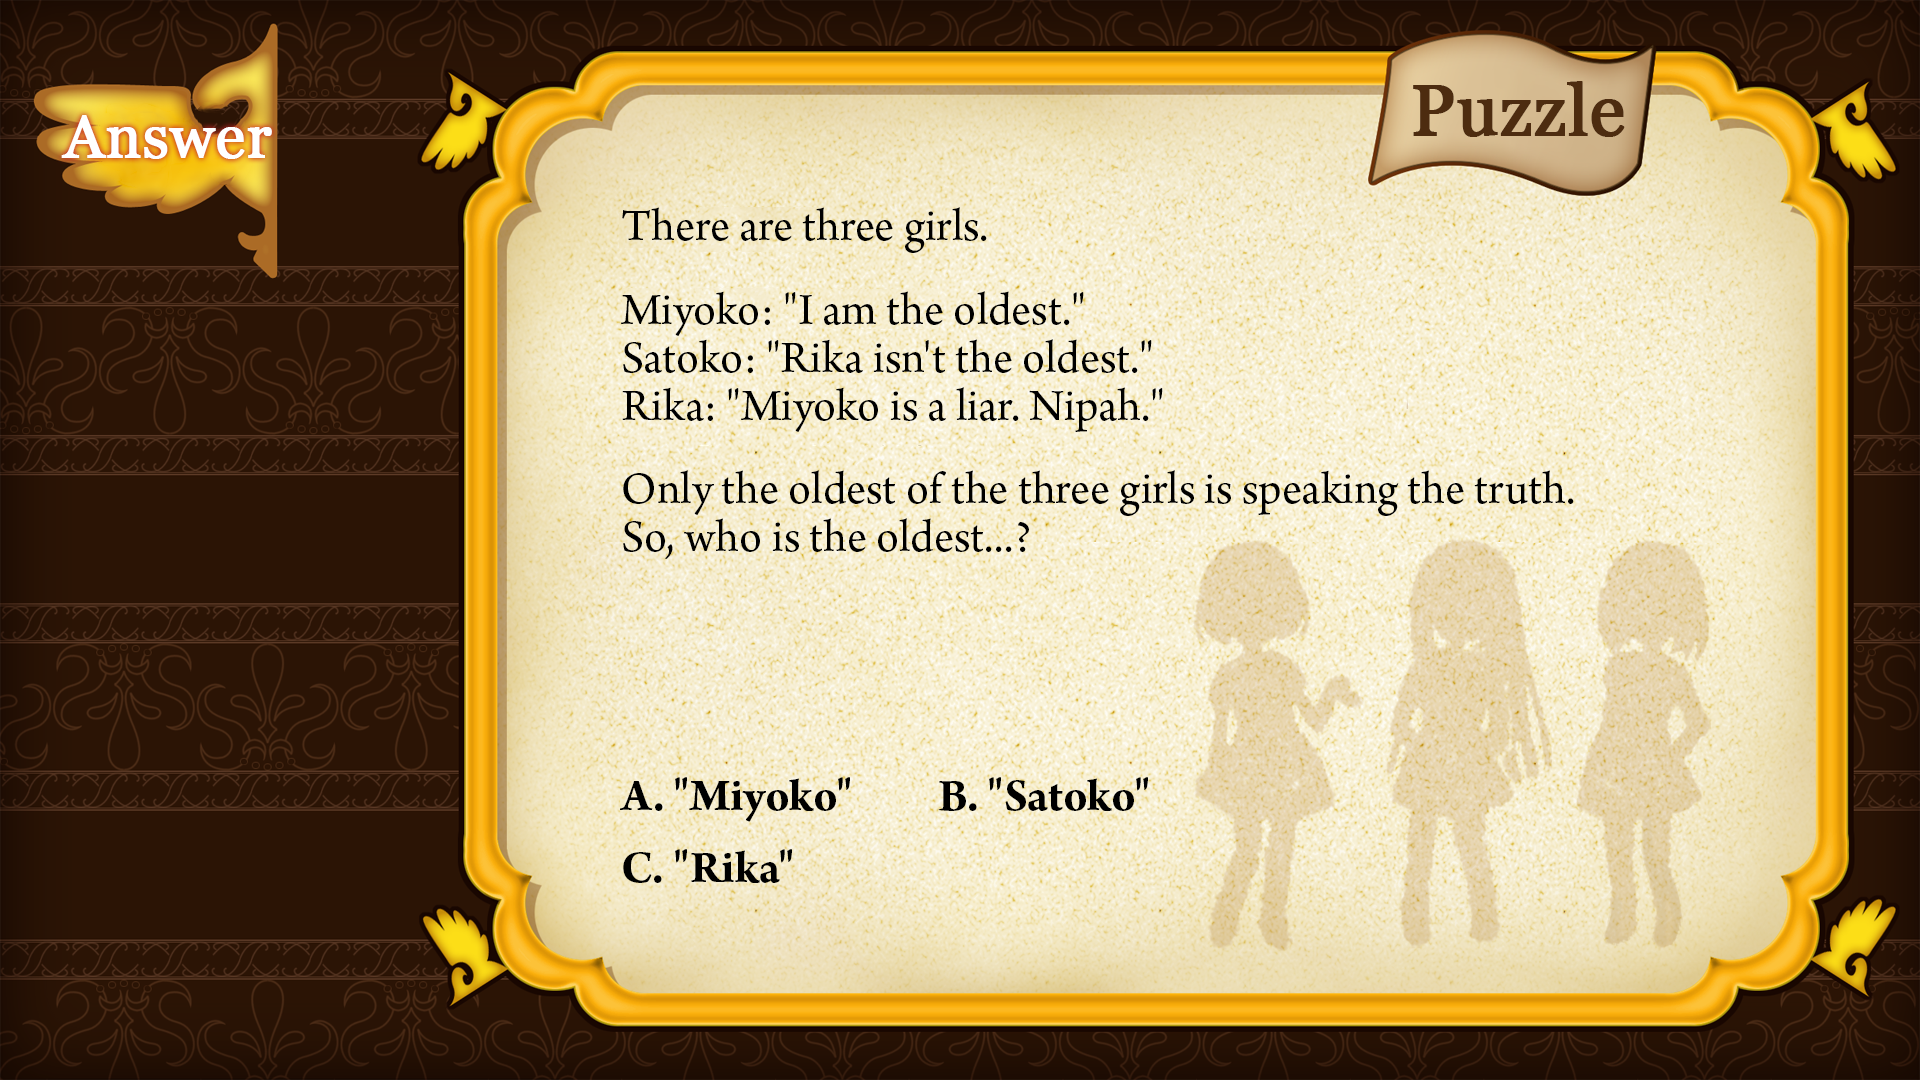 Answer
Puzzle
There are three girls.
Miyoko: "I am the oldest."
Satoko: "Rika isn't the oldest."
Rika: "Miyoko is a liar. Nipah."
Only the oldest of the three girls is speaking the truth.
So, who is the oldest...?
A. "Miyoko" B. "Satoko"
C. "Rika"